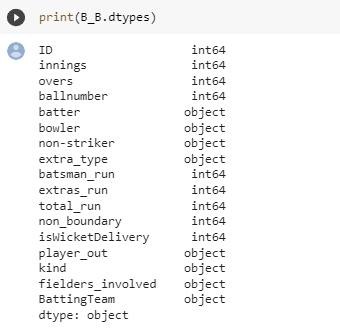 print(B_B.dtypes)
ID int64
innings int64
overs int64
ballnumber int64
batter object
bowler object
non-striker object
extra_type object
batsman_run int64
extras_run int64
total_run int64
non_boundary int64
isWicketDelivery int64
player_out object
kind object
fielders_involved object
BattingTeam object
dtype: object